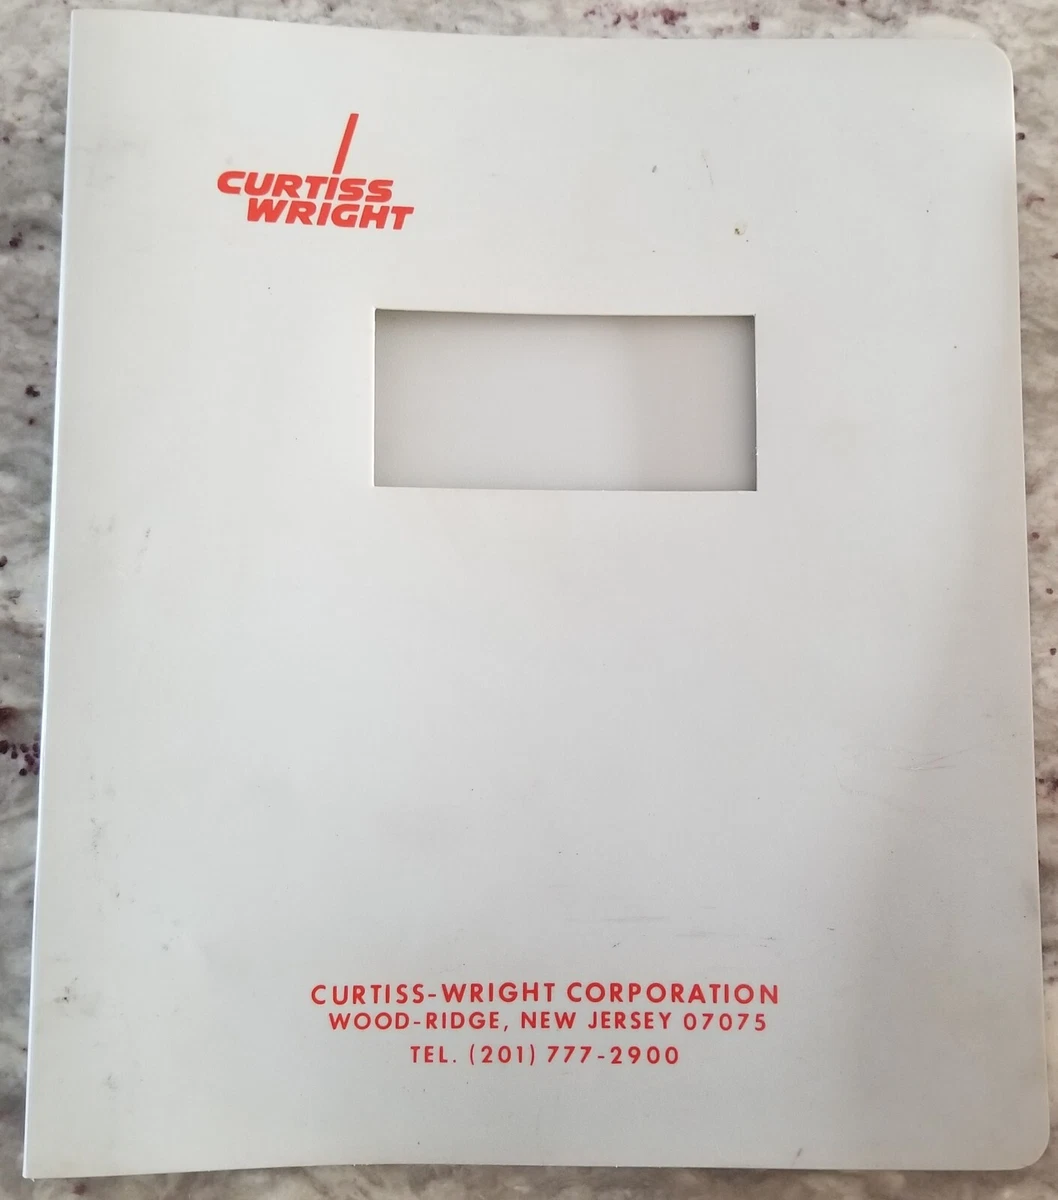 CURTISS
WRIGHT
CURTISS-WRIGHT CORPORATION
WOOD-RIDGE, NEW JERSEY 07075
TEL. (201) 777-2900